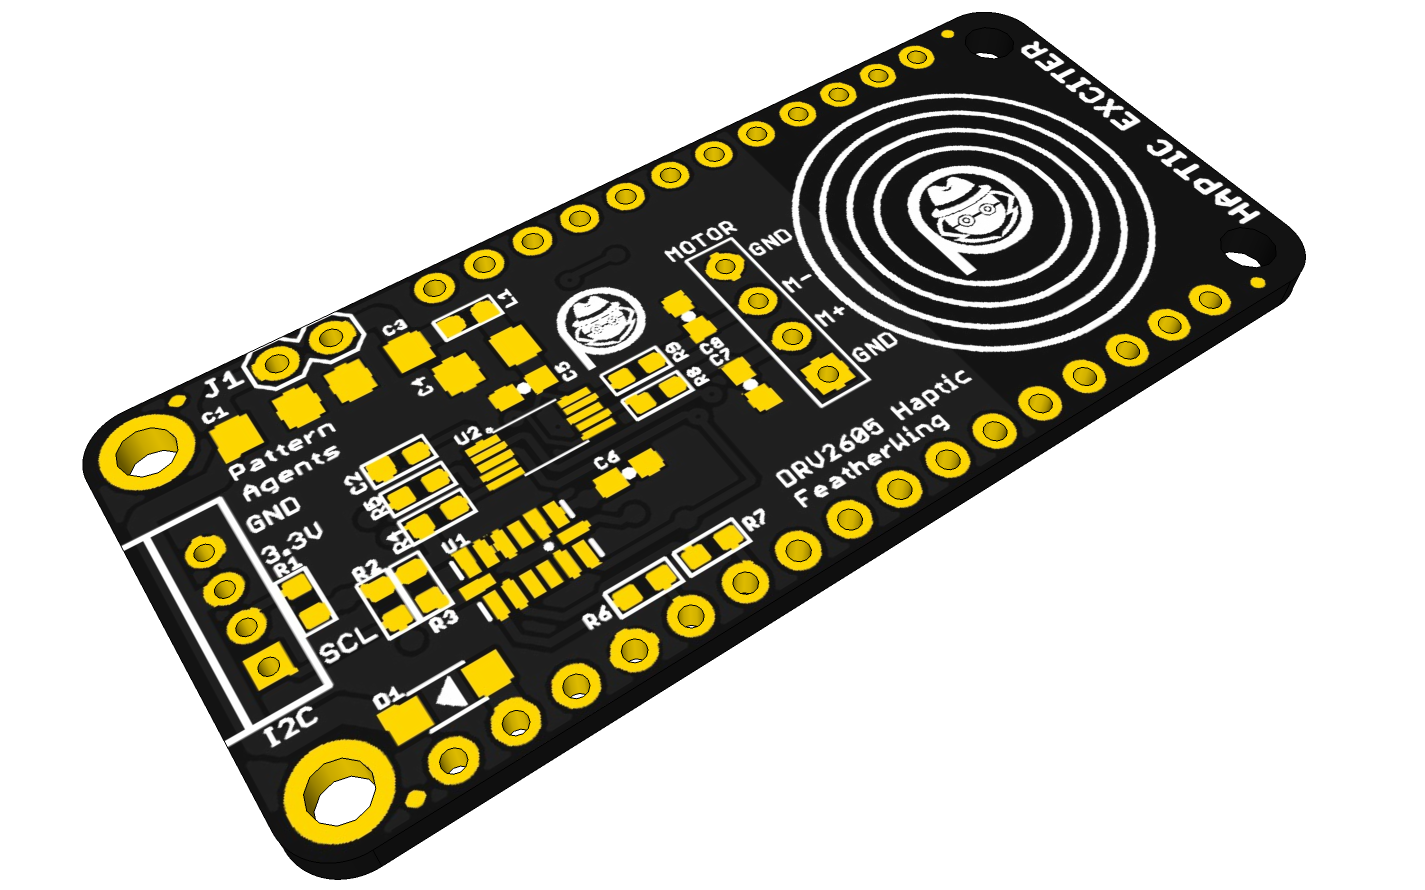 HAPTIC EXCITER
MOTOR
GND
M-
M+
GND
L1
C3
C4
C5
J1
C1
Pattern
Agents
GND
3.3V
R1
R2
R3
SCL
I2C
D1
U1
U2
C2
R5
R4
R9
R8
C8
C7
C6
R7
R6
DRV2605 Haptic
FeatherWing